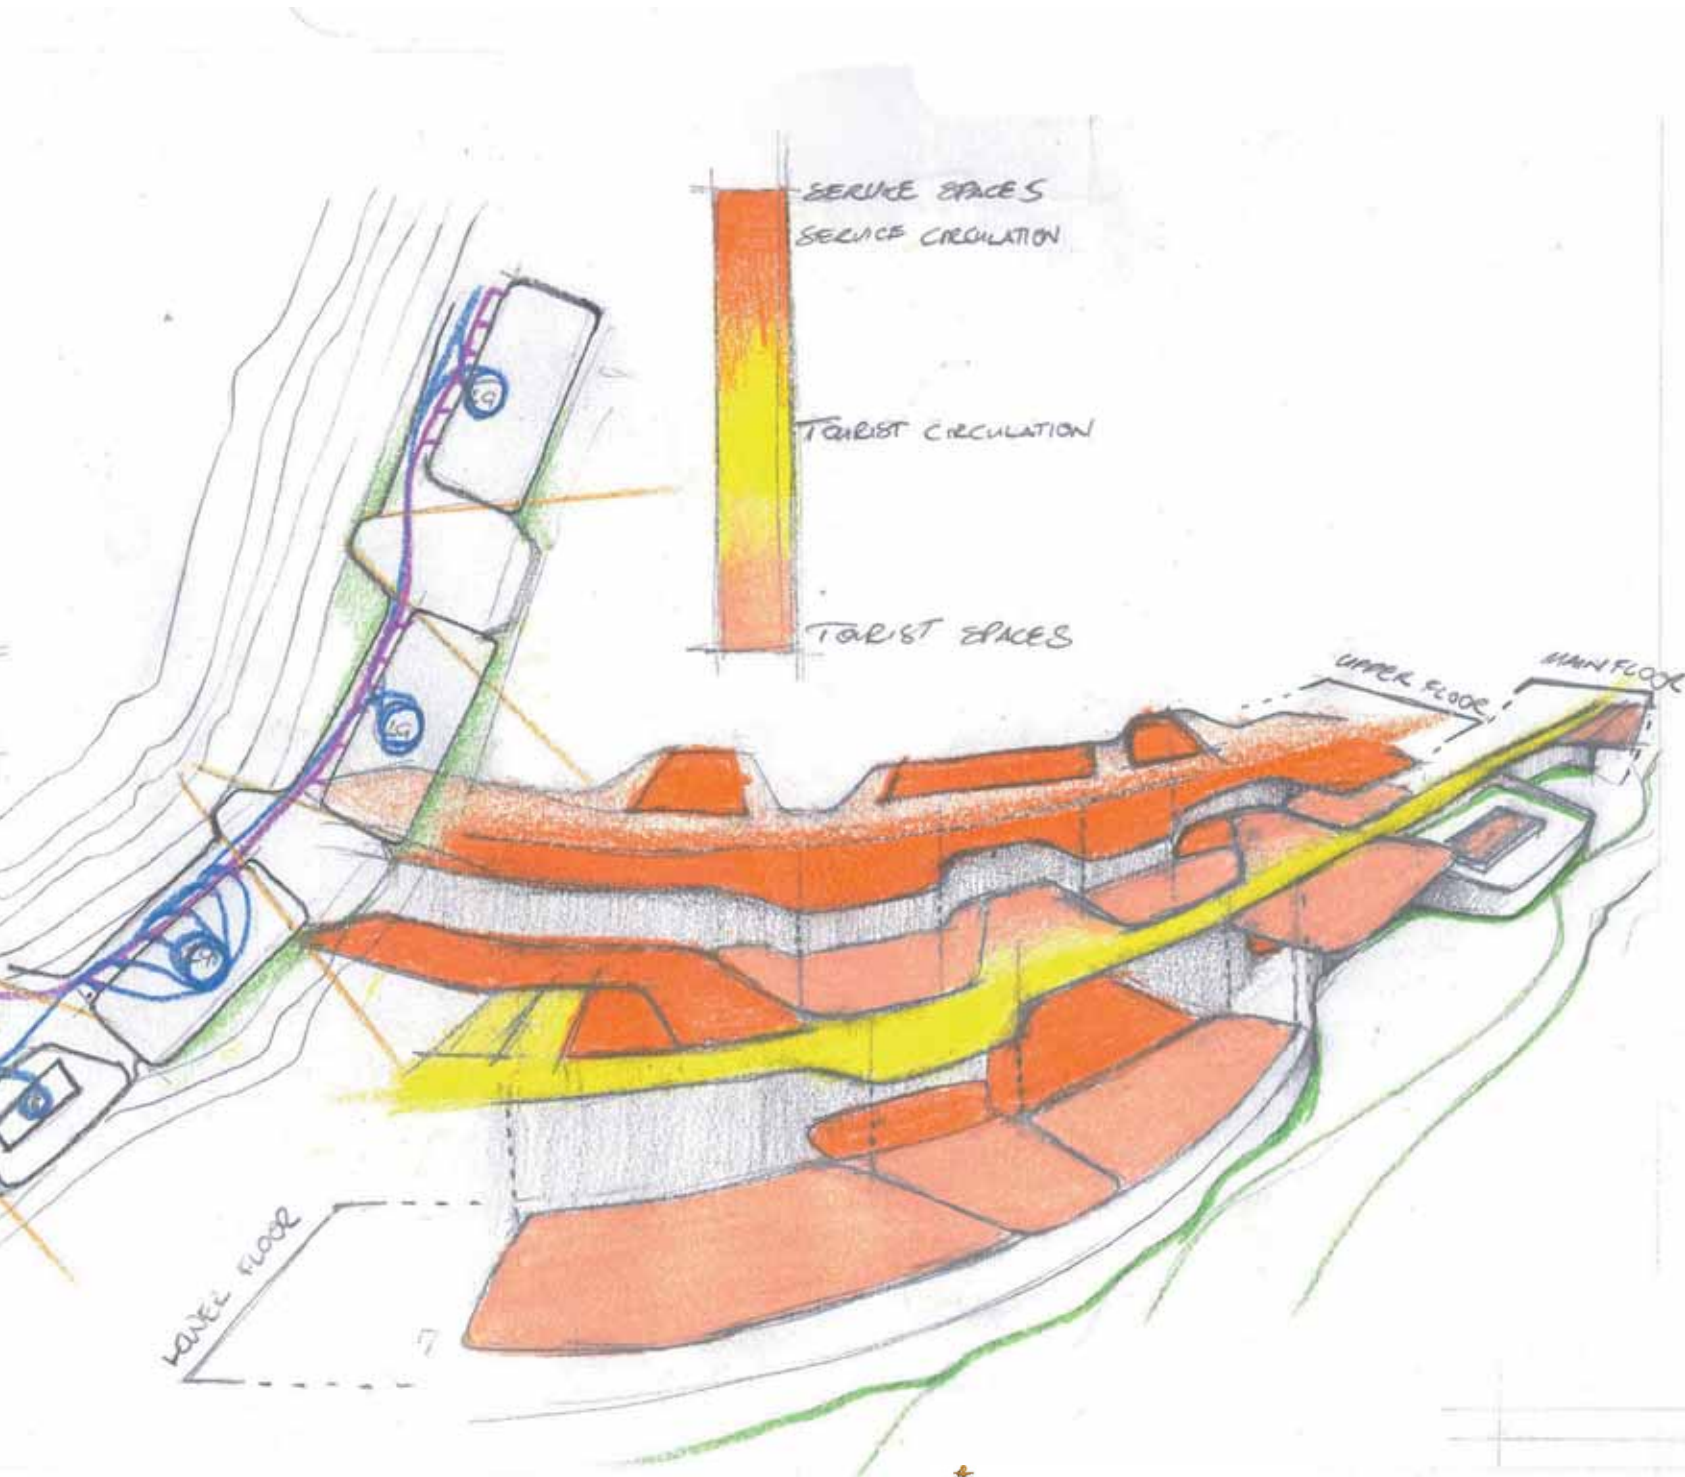 SERVICE SPACES
SERVICE CIRCULATION
TOURIST CIRCULATION
TOURIST SPACES
UPPER FLOOR
MAIN FLOOR
LOWER FLOOR